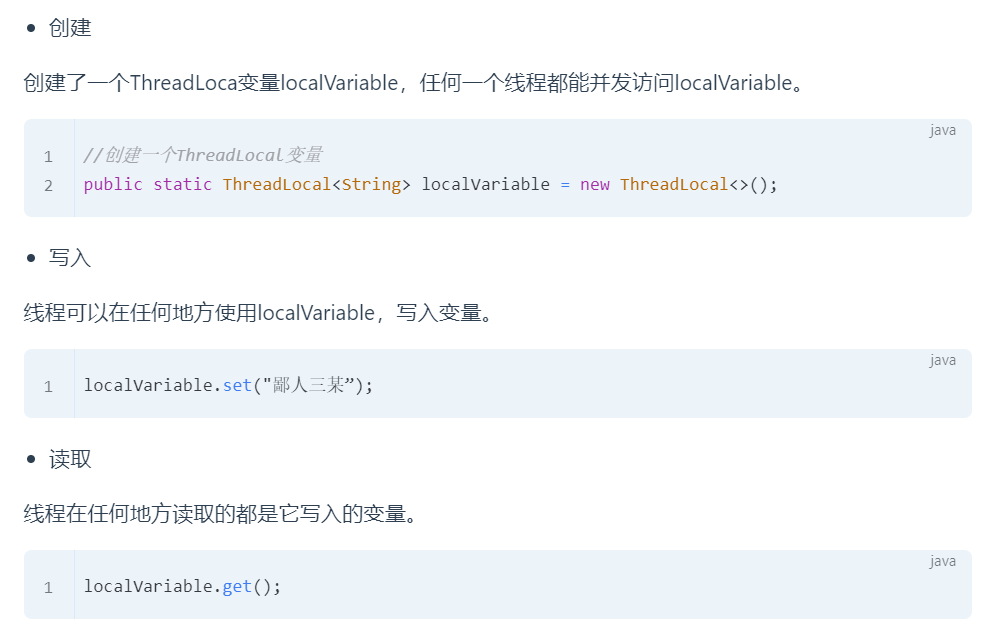 • 创建
创建了一个ThreadLoca变量localVariable，任何一个线程都能并发访问localVariable。
java
1 //创建一个ThreadLocal变量
2 public static ThreadLocal<String> localVariable = new ThreadLocal<>();
• 写入
线程可以在任何地方使用localVariable，写入变量。
java
1 localVariable.set("鄙人三某”);
• 读取
线程在任何地方读取的都是它写入的变量。
java
1 localVariable.get();